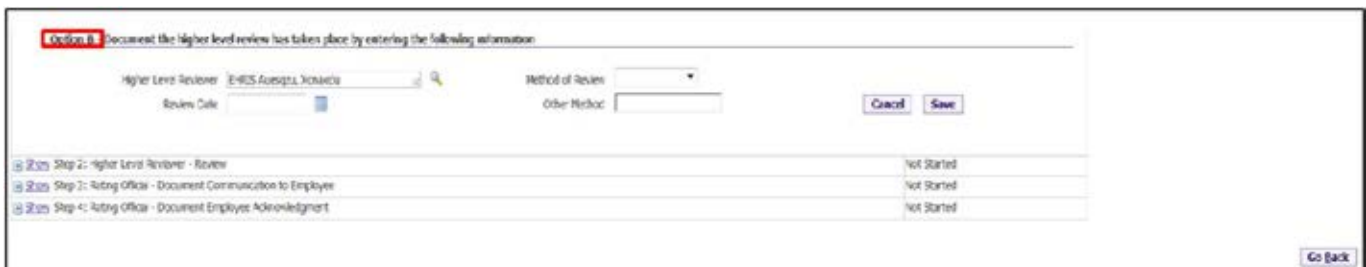 Option B - Document the higher level review has taken place by entering the following information
Higher Level Reviewer
Method of Review
Review Date
Other Method
Cancel Save
Show Step 2: Higher Level Reviewer - Review Not Started
Show Step 3: Rating Official - Document Communication to Employee Not Started
Show Step 4: Rating Official - Document Employee Acknowledgment Not Started
Go Back